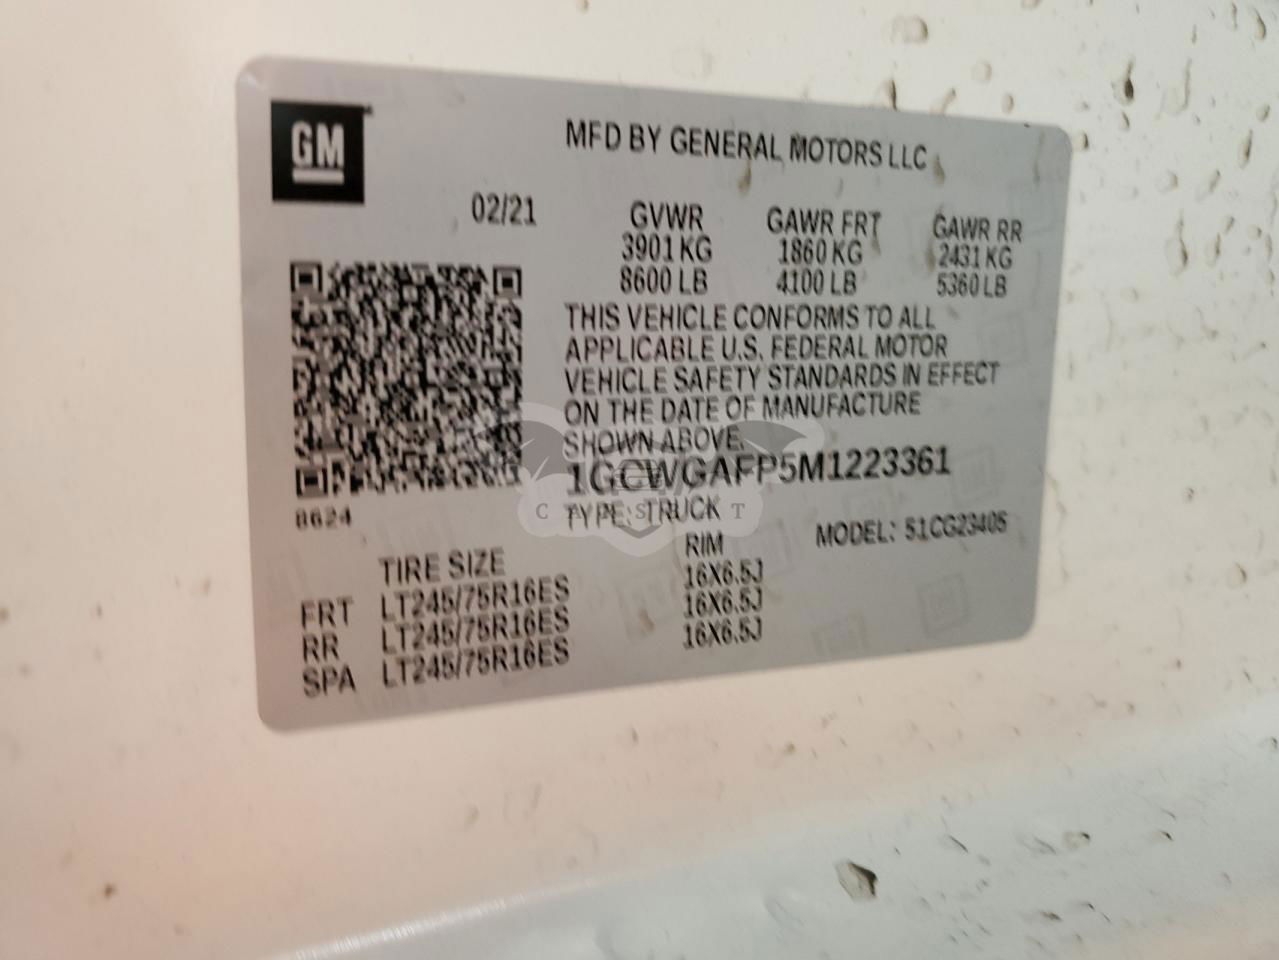 GM
MFD BY GENERAL MOTORS LLC
02/21 GVWR GAWR FRT GAWR RR
3901 KG 1860 KG 2431 KG
8600 LB 4100 LB 5360 LB
THIS VEHICLE CONFORMS TO ALL
APPLICABLE U.S. FEDERAL MOTOR
VEHICLE SAFETY STANDARDS IN EFFECT
ON THE DATE OF MANUFACTURE
SHOWN ABOVE.
1GCWGAFP5M1223361
8624
TYPE: TRUCK
MODEL: 51CG23405
TIRE SIZE RIM
FRT LT245/75R16ES 16X6.5J
RR LT245/75R16ES 16X6.5J
SPA LT245/75R16ES 16X6.5J